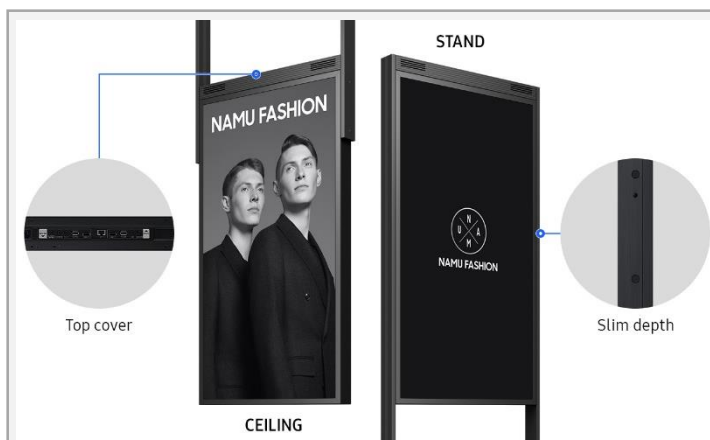 STAND
NAMU FASHION
N
U A
M
NAMU FASHION
Top cover
Slim depth
CEILING